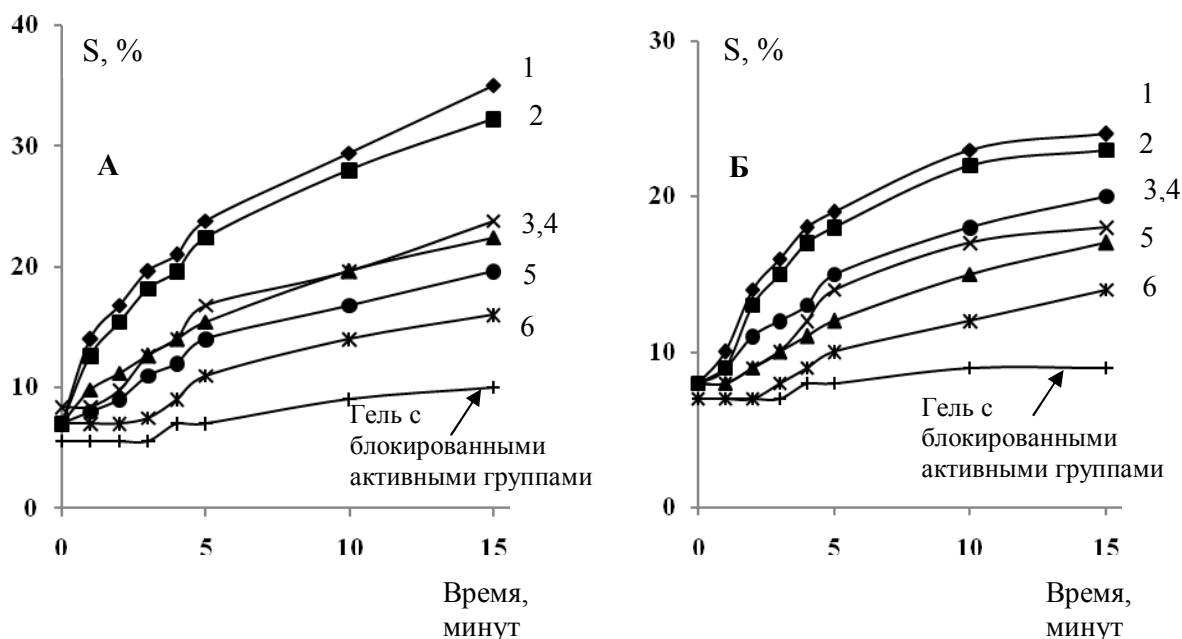 40
S, %
1
2
30
А
3,4
20
5
6
10
Гель с
блокированными
активными группами
0
0 5 10 15
Время,
минут
30
S, %
1
2
Б
20
3,4
5
6
10
Гель с
блокированными
активными группами
0
0 5 10 15
Время,
минут